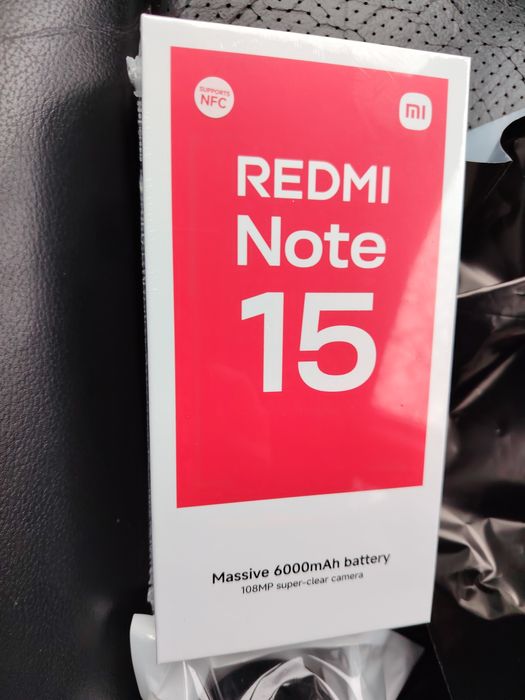 SUPPORTS
NFC
mi
REDMI
Note
15
Massive 6000mAh battery
108MP super-clear camera